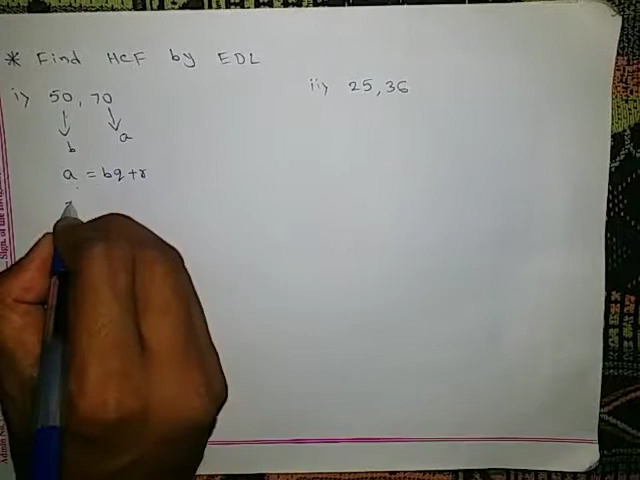 * Find HCF by EDL
i) 50, 70
b a
a = bq + r
ii) 25, 36